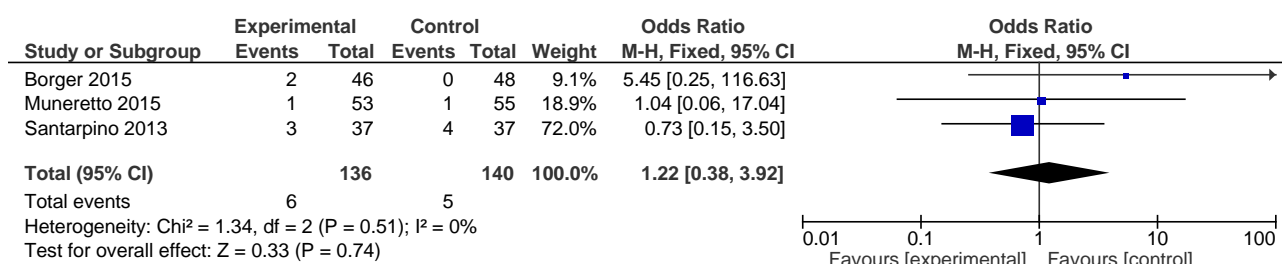 Experimental Control Odds Ratio Odds Ratio
Study or Subgroup Events Total Events Total Weight M-H, Fixed, 95% CI M-H, Fixed, 95% CI
Borger 2015 2 46 0 48 9.1% 5.45 [0.25, 116.63]
Muneretto 2015 1 53 1 55 18.9% 1.04 [0.06, 17.04]
Santarpino 2013 3 37 4 37 72.0% 0.73 [0.15, 3.50]
Total (95% CI) 136 140 100.0% 1.22 [0.38, 3.92]
Total events 6 5
Heterogeneity: Chi² = 1.34, df = 2 (P = 0.51); I² = 0%
Test for overall effect: Z = 0.33 (P = 0.74)
0.01 0.1 1 10 100
Favours [experimental] Favours [control]